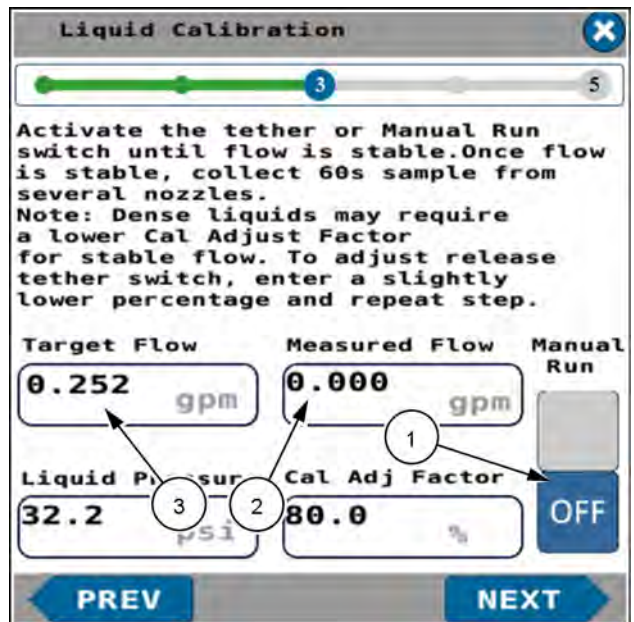 Liquid Calibration
3 5
Activate the tether or Manual Run
switch until flow is stable.Once flow
is stable, collect 60s sample from
several nozzles.
Note: Dense liquids may require
a lower Cal Adjust Factor
for stable flow. To adjust release
tether switch, enter a slightly
lower percentage and repeat step.
Target Flow Measured Flow Manual
Run
0.252 gpm 0.000 gpm
1
Liquid Cal Adj Factor
3 2
32.2 psi 80.0 % OFF
PREV NEXT